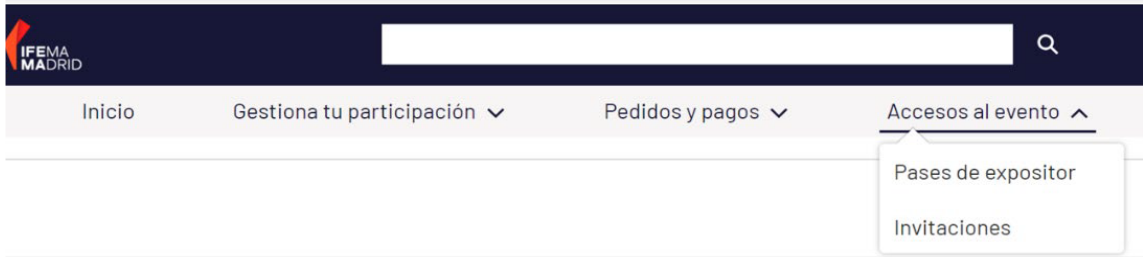 IFEMA
MADRID
Inicio
Gestiona tu participación
Pedidos y pagos
Accesos al evento
Pases de expositor
Invitaciones